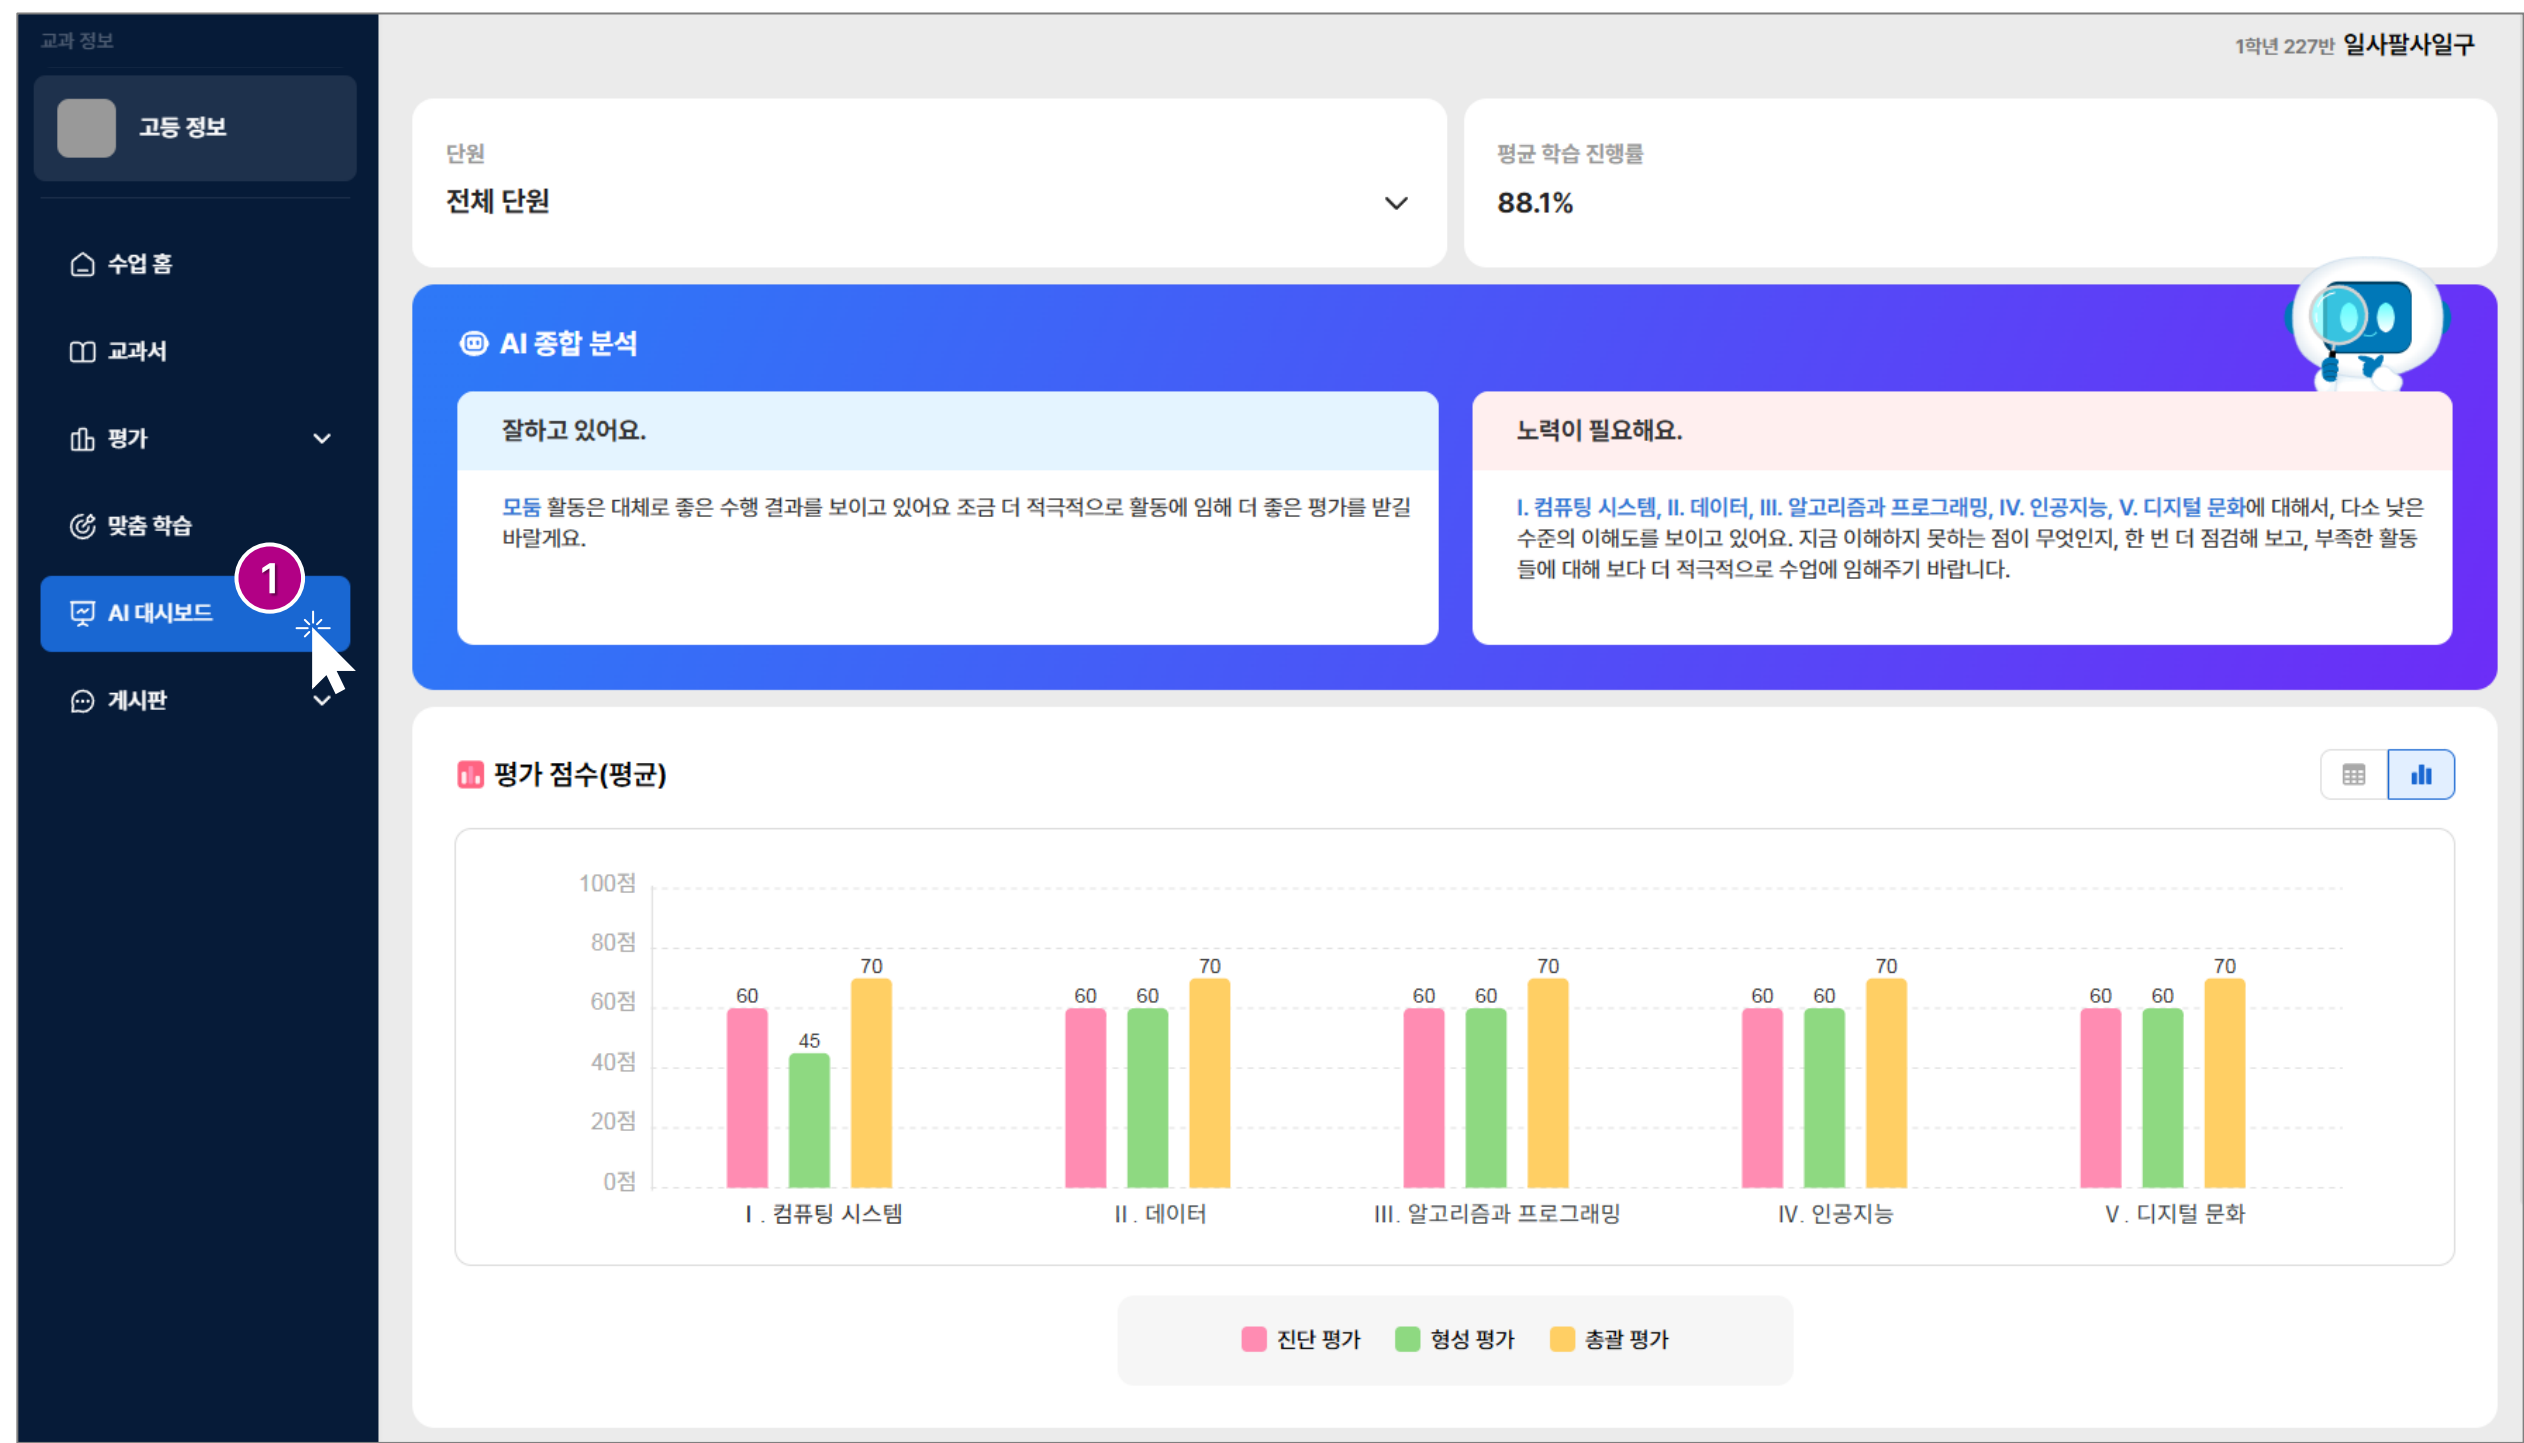 교과 정보
고등 정보
수업 홈
교과서
평가
맞춤 학습
1
AI 대시보드
게시판
1학년 227반 일사팔사일구
단원
전체 단원
평균 학습 진행률
88.1%
AI 종합 분석
잘하고 있어요.
모둠 활동은 대체로 좋은 수행 결과를 보이고 있어요 조금 더 적극적으로 활동에 임해 더 좋은 평가를 받길
바랄게요.
노력이 필요해요.
I. 컴퓨팅 시스템, II. 데이터, III. 알고리즘과 프로그래밍, IV. 인공지능, V. 디지털 문화에 대해서, 다소 낮은
수준의 이해도를 보이고 있어요. 지금 이해하지 못하는 점이 무엇인지, 한 번 더 점검해 보고, 부족한 활동
들에 대해 보다 더 적극적으로 수업에 임해주기 바랍니다.
평가 점수(평균)
100점
80점
60점
40점
20점
0점
60 45 70
60 60 70
60 60 70
60 60 70
60 60 70
I . 컴퓨팅 시스템
II . 데이터
III. 알고리즘과 프로그래밍
IV. 인공지능
V . 디지털 문화
진단 평가 형성 평가 총괄 평가